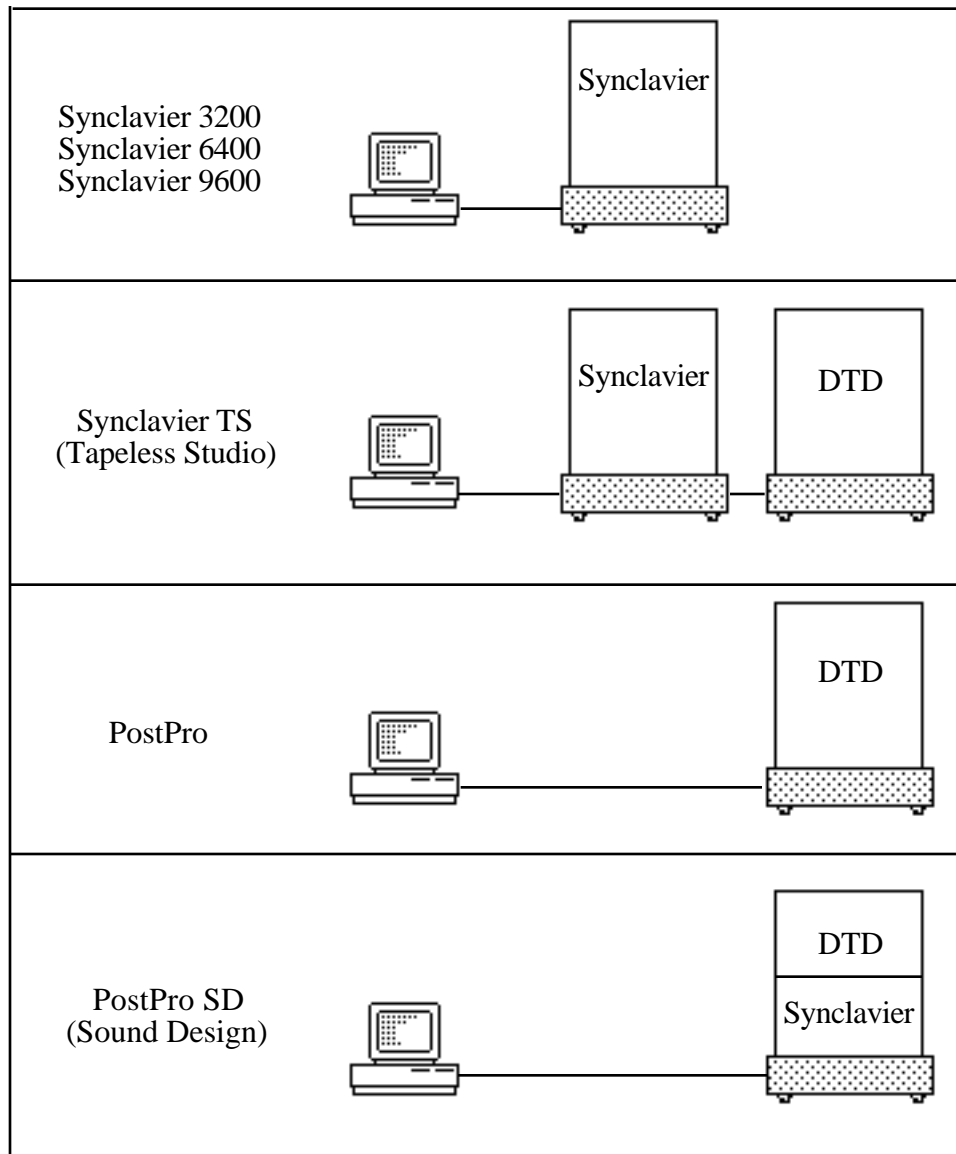 Synclavier 3200
Synclavier 6400
Synclavier 9600
Synclavier
Synclavier TS
(Tapeless Studio)
Synclavier
DTD
PostPro
DTD
PostPro SD
(Sound Design)
DTD
Synclavier